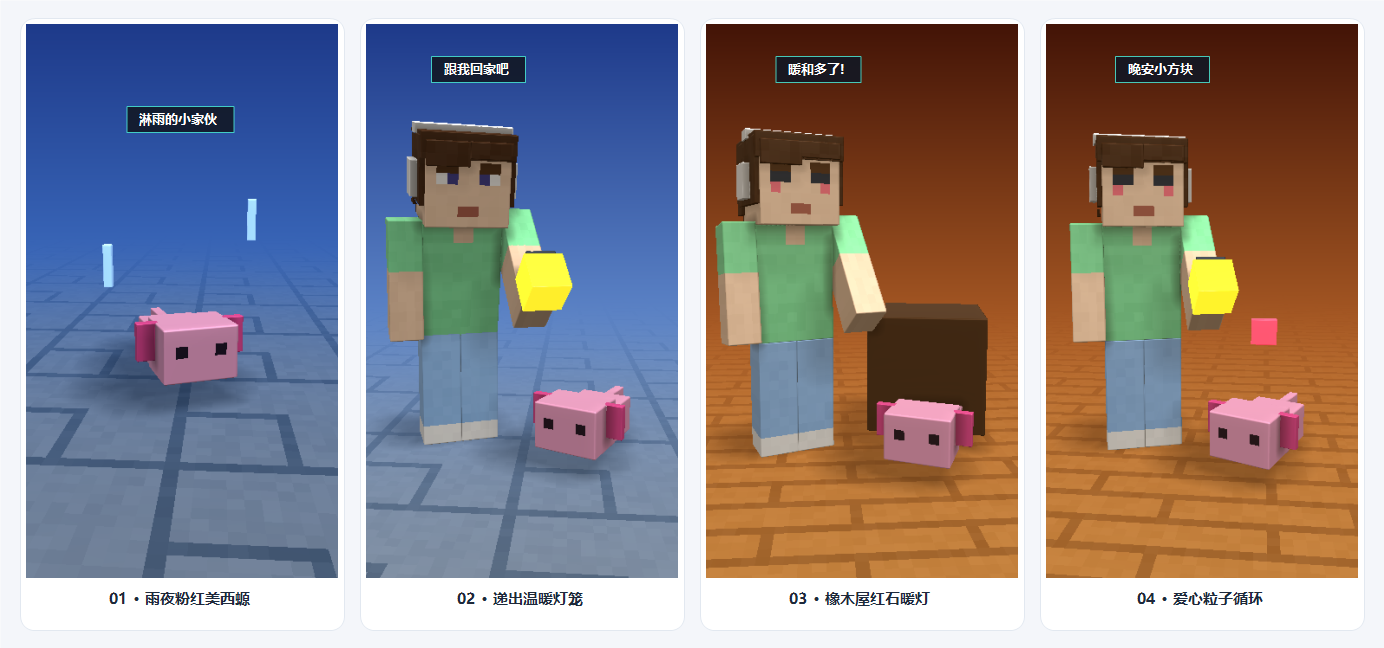 淋雨的小家伙
跟我回家吧
暖和多了!
晚安小方块
01 · 雨夜粉红美西螈
02 · 递出温暖灯笼
03 · 橡木屋红石暖灯
04 · 爱心粒子循环